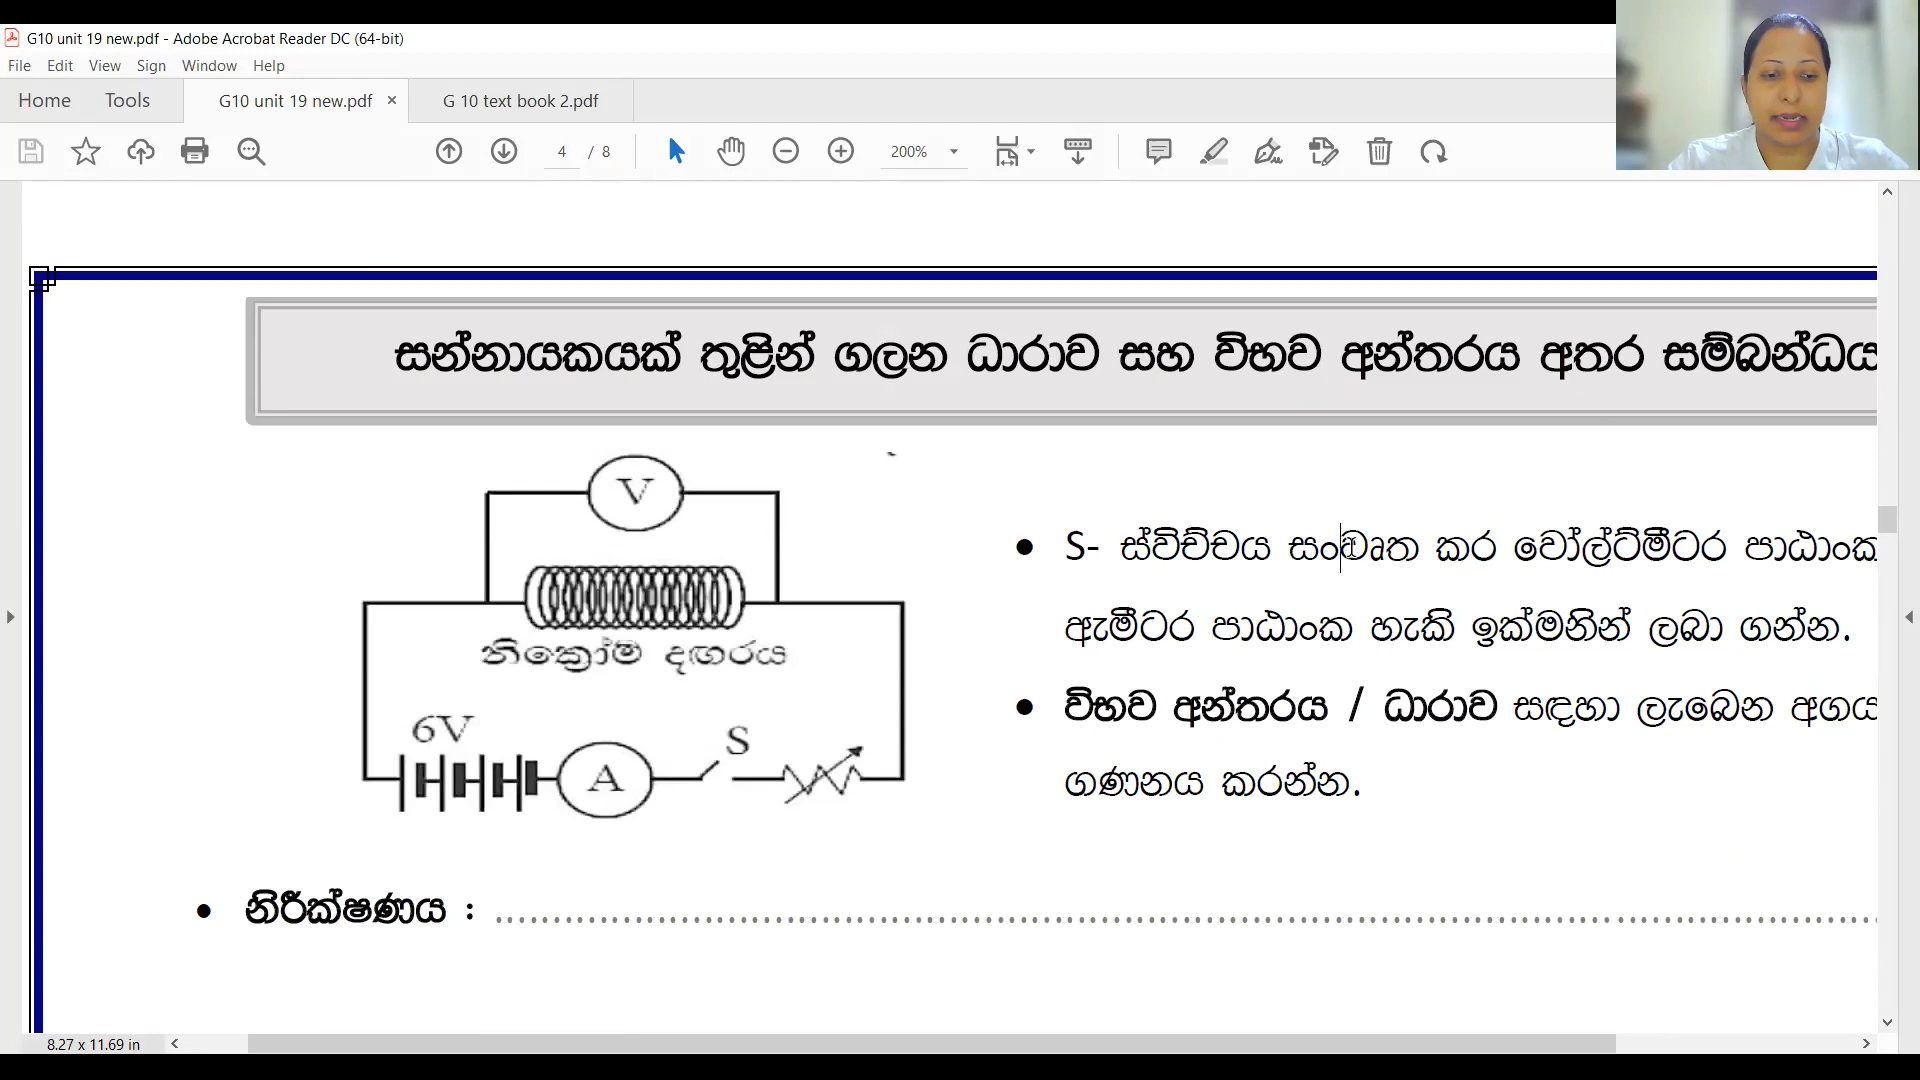 G10 unit 19 new.pdf - Adobe Acrobat Reader DC (64-bit)
File Edit View Sign Window Help
Home Tools G10 unit 19 new.pdf × G 10 text book 2.pdf
4 / 8 200%
සන්නායකයක් තුළින් ගලන ධාරාව සහ විභව අන්තරය අතර සම්බන්ධය
V
නික්‍රෝම් දඟරය
6V
A
S
• S- ස්විච්චය සංවෘත කර වෝල්ට්මීටර පාඨාංක
ඇමීටර පාඨාංක හැකි ඉක්මනින් ලබා ගන්න.
• විභව අන්තරය / ධාරාව සඳහා ලැබෙන අගය
ගණනය කරන්න.
• නිරීක්ෂණය : ........................................................
8.27 x 11.69 in